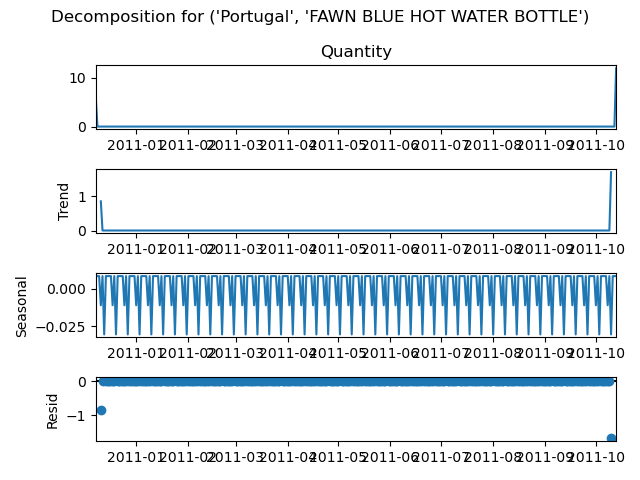 Decomposition for ('Portugal', 'FAWN BLUE HOT WATER BOTTLE')
Quantity
10
0
2011-01 2011-02 2011-03 2011-04 2011-05 2011-06 2011-07 2011-08 2011-09 2011-10
Trend
1
0
2011-01 2011-02 2011-03 2011-04 2011-05 2011-06 2011-07 2011-08 2011-09 2011-10
Seasonal
0.000
−0.025
2011-01 2011-02 2011-03 2011-04 2011-05 2011-06 2011-07 2011-08 2011-09 2011-10
Resid
0
−1
2011-01 2011-02 2011-03 2011-04 2011-05 2011-06 2011-07 2011-08 2011-09 2011-10